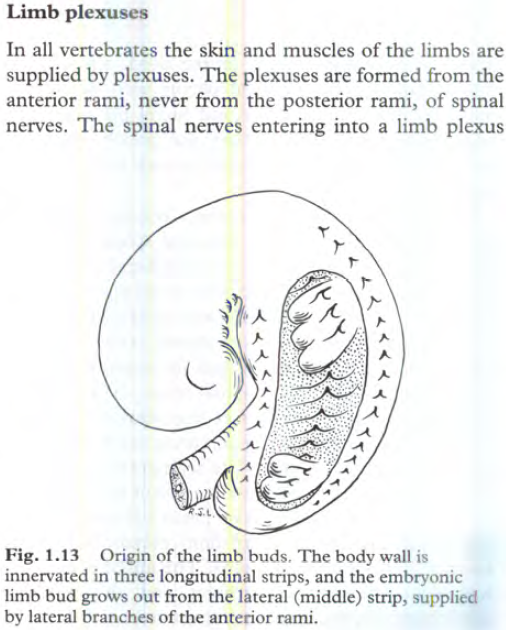 Limb plexuses
In all vertebrates the skin and muscles of the limbs are
supplied by plexuses. The plexuses are formed from the
anterior rami, never from the posterior rami, of spinal
nerves. The spinal nerves entering into a limb plexus
R.S.L.
Fig. 1.13 Origin of the limb buds. The body wall is
innervated in three longitudinal strips, and the embryonic
limb bud grows out from the lateral (middle) strip, supplied
by lateral branches of the anterior rami.